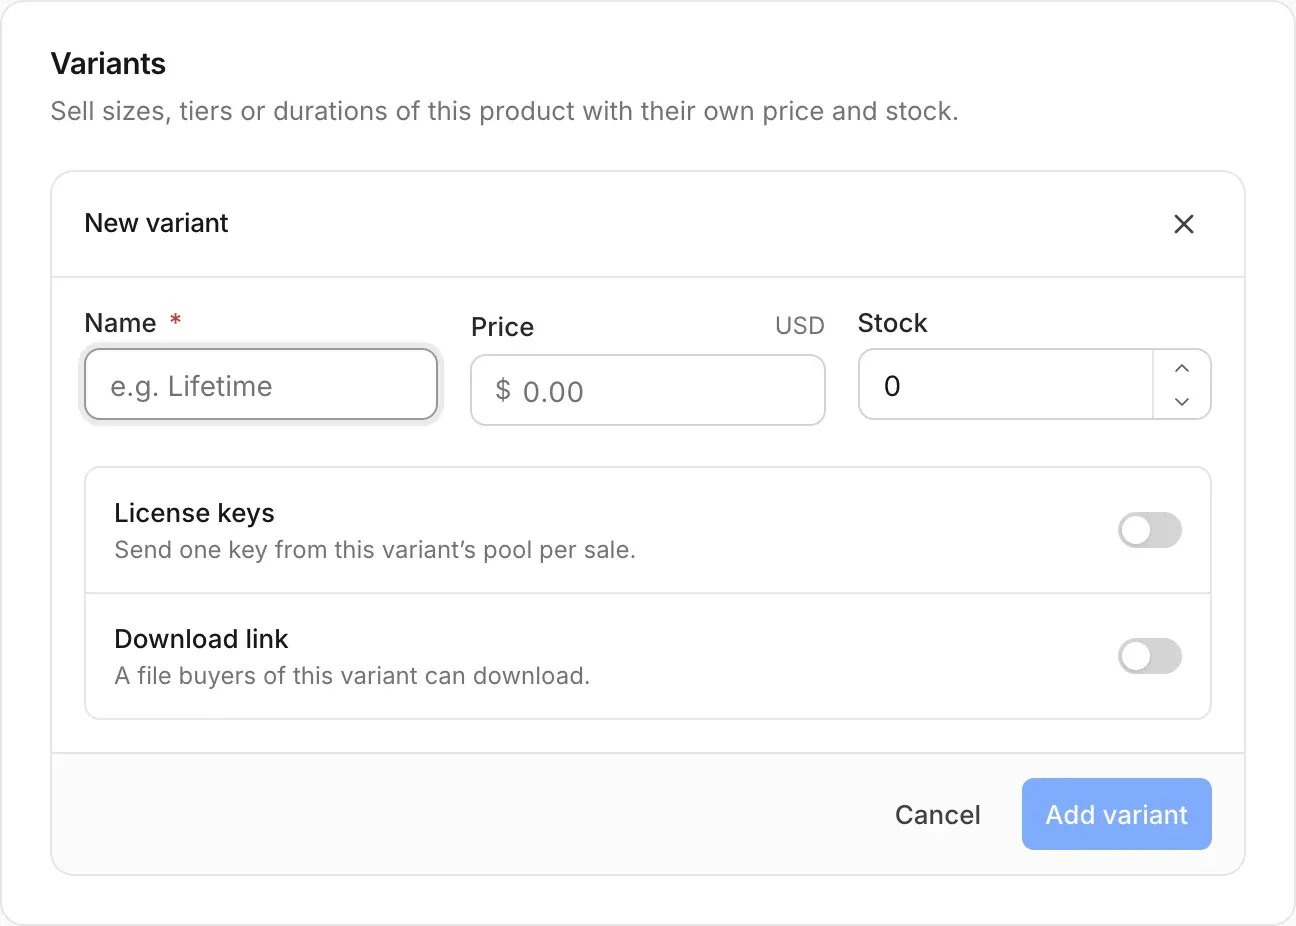 Variants
Sell sizes, tiers or durations of this product with their own price and stock.
New variant
Name *
e.g. Lifetime
Price USD
$ 0.00
Stock
0
License keys
Send one key from this variant’s pool per sale.
Download link
A file buyers of this variant can download.
Cancel
Add variant